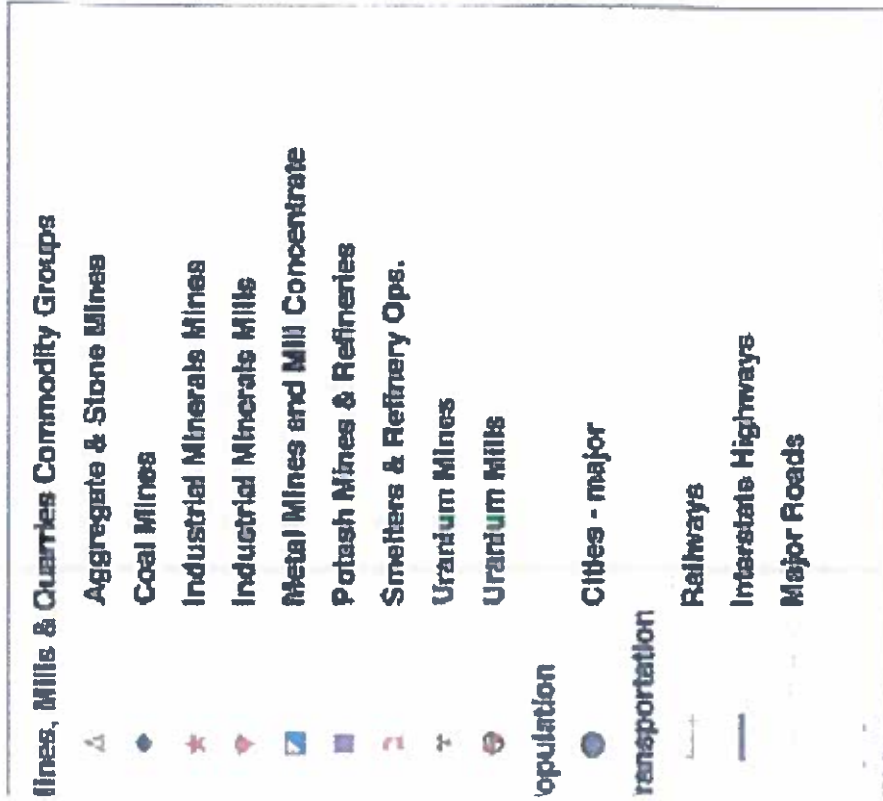 lines, Mills & Quarries Commodity Groups
Aggregate & Stone Mines
Coal Mines
Industrial Minerals Mines
Industrial Minerals Mills
Metal Mines and Mill Concentrate
Potash Mines & Refineries
Smelters & Refinery Ops.
Uranium Mines
Uranium Mills
opulation
Cities - major
ransportation
Railways
Interstate Highways
Major Roads